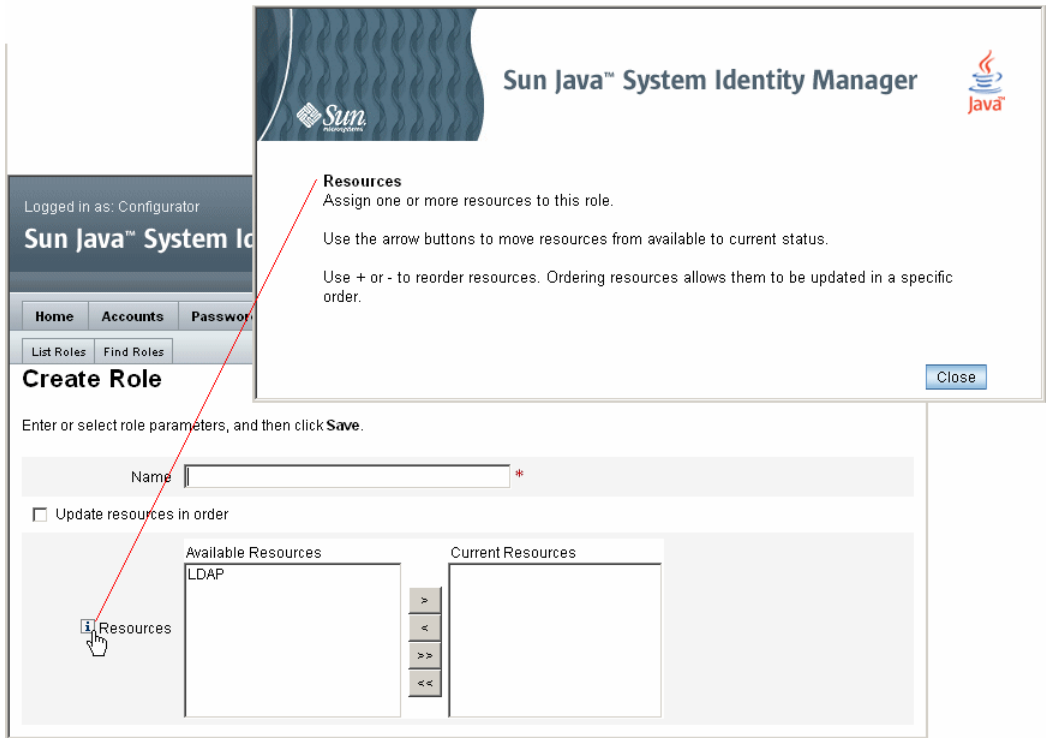 Sun
microsystems
Sun Java™ System Identity Manager
Java™
Resources
Assign one or more resources to this role.
Use the arrow buttons to move resources from available to current status.
Use + or - to reorder resources. Ordering resources allows them to be updated in a specific
order.
Close
Logged in as: Configurator
Sun Java™ System Id
Home Accounts Passwor
List Roles Find Roles
Create Role
Enter or select role parameters, and then click Save.
Name *
Update resources in order
Available Resources Current Resources
LDAP
>
i Resources <
>>
<<